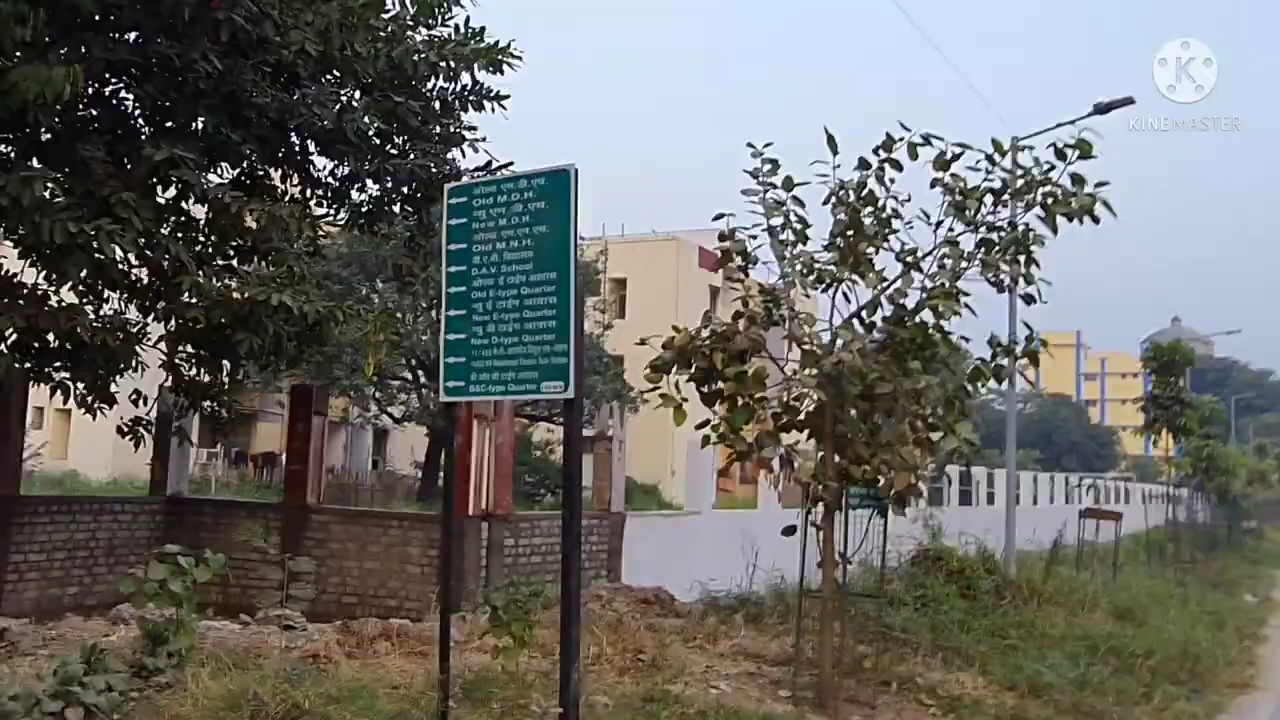 ओल्ड एम.डी.एच.
Old M.D.H.
न्यु एम.डी.एच.
New M.D.H.
ओल्ड एम.एन.एच.
Old M.N.H.
डी.ए.वी. विद्यालय
D.A.V. School
ओल्ड ई टाईप आवास
Old E-type Quarter
न्यु ई टाईप आवास
New E-type Quarter
न्यु डी टाईप आवास
New D-type Quarter
बी और सी टाईप आवास
B&C-type Quarter
K
KINEMASTER